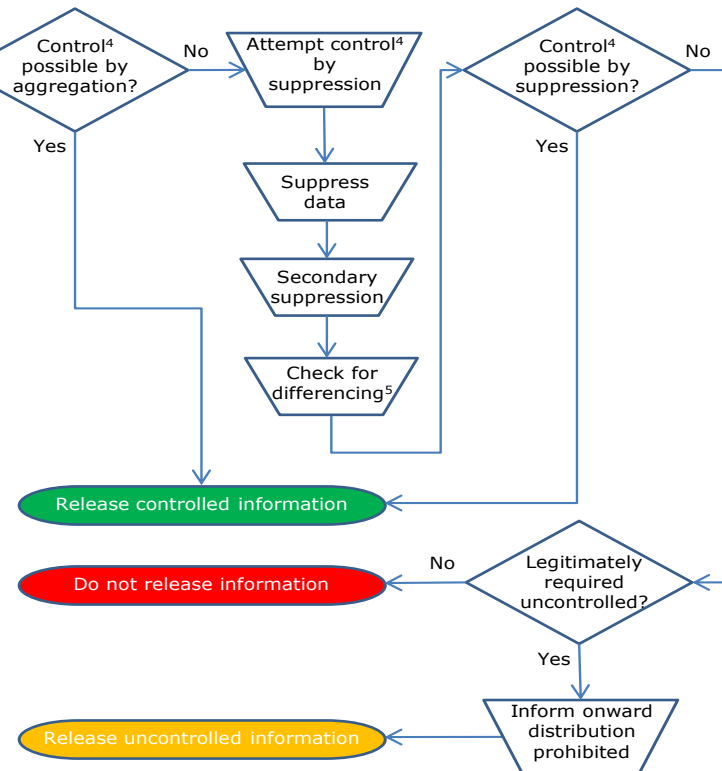 Control⁴
possible by
aggregation?
No
Yes
Attempt control⁴
by
suppression
Suppress
data
Secondary
suppression
Check for
differencing⁵
Control⁴
possible by
suppression?
No
Yes
Release controlled information
Do not release information
No
Legitimately
required
uncontrolled?
Yes
Inform onward
distribution
prohibited
Release uncontrolled information